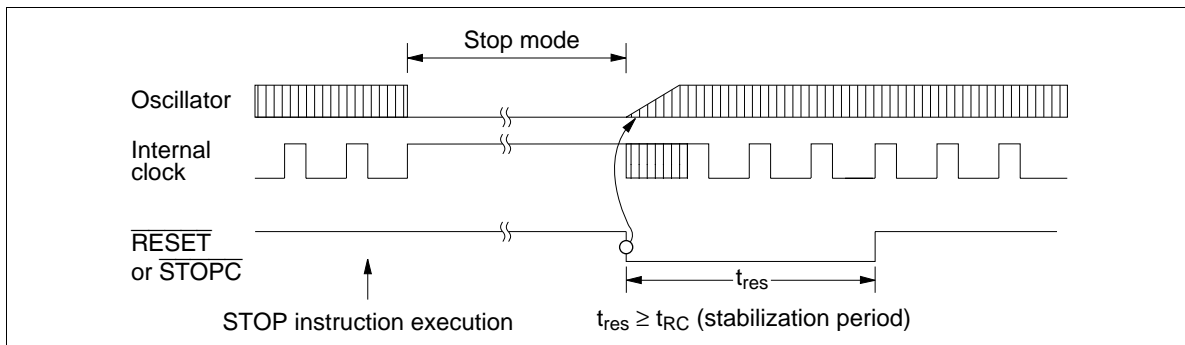 Stop mode
Oscillator
Internal
clock
RESET
or STOPC
tres
STOP instruction execution
tres ≥ tRC (stabilization period)